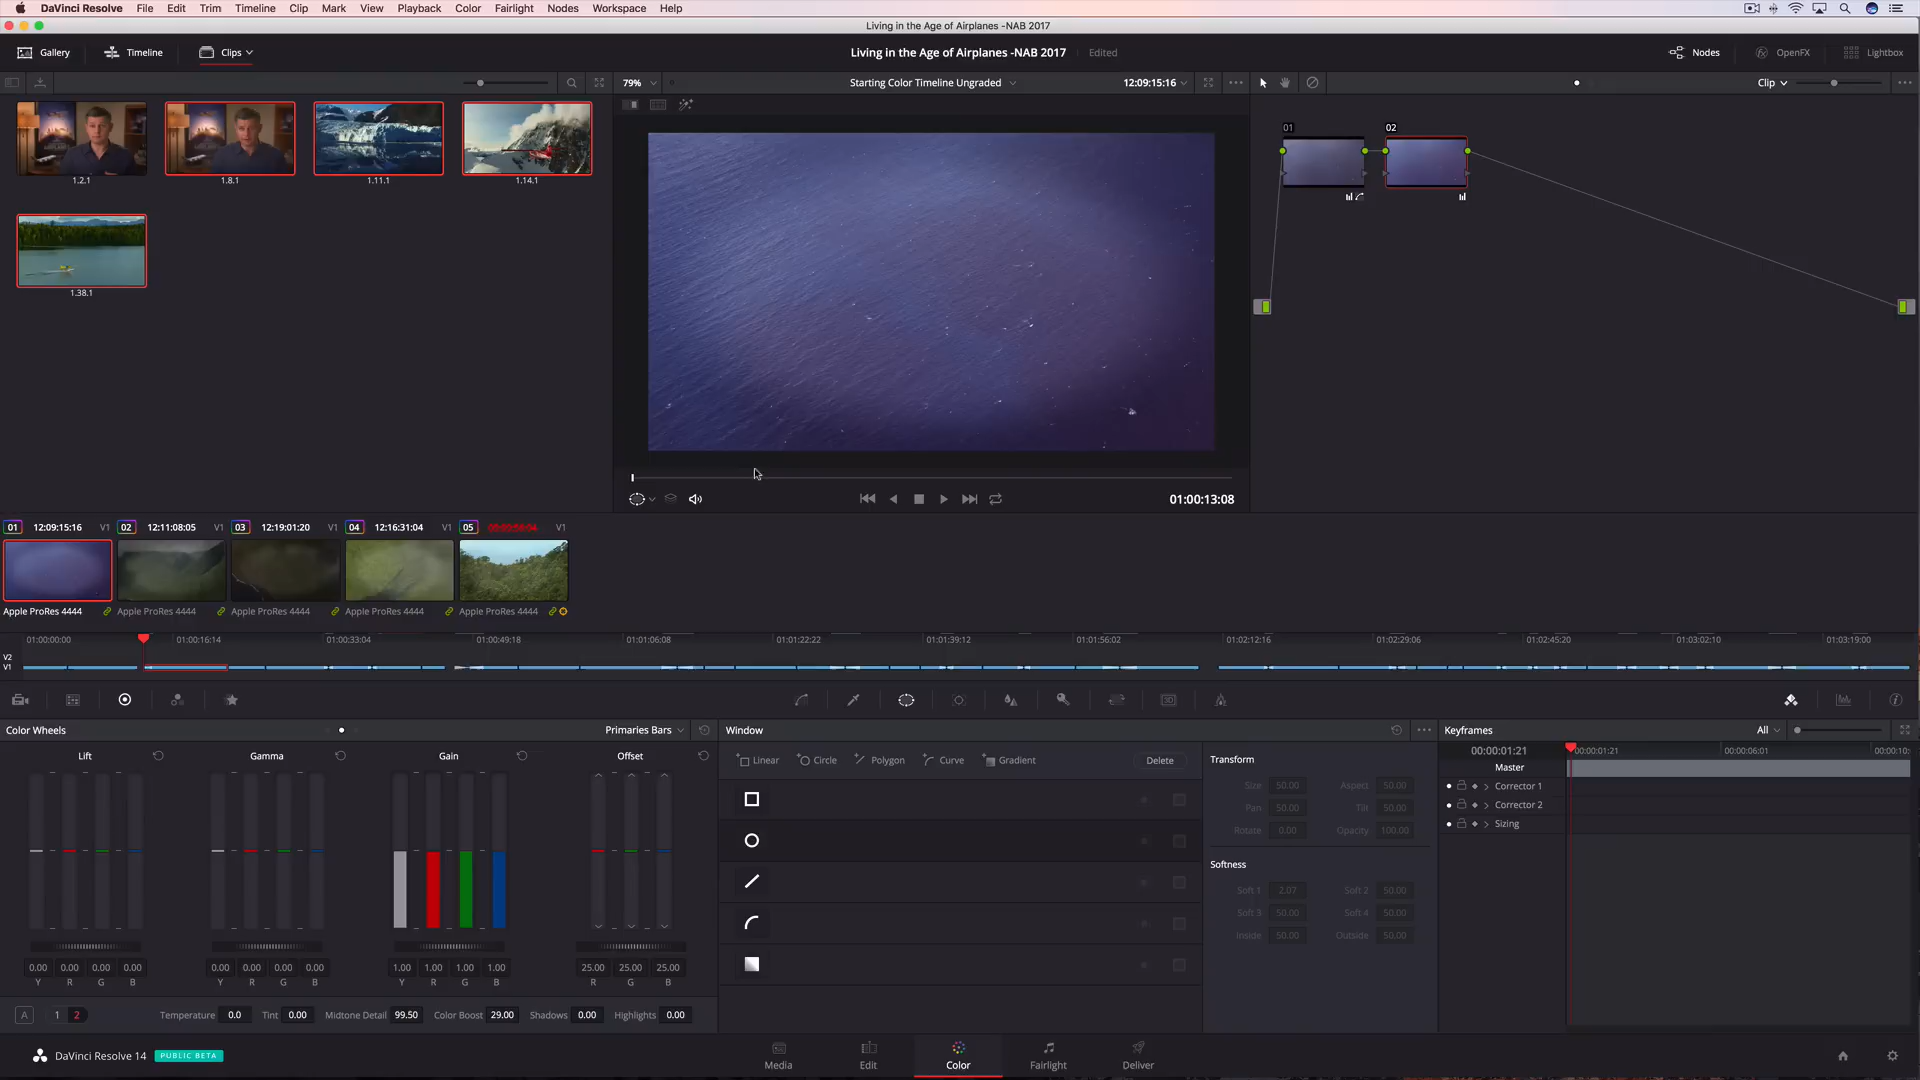 DaVinci Resolve File Edit Trim Timeline Clip Mark View Playback Color Fairlight Nodes Workspace Help
Living in the Age of Airplanes -NAB 2017
Gallery Timeline Clips Living in the Age of Airplanes -NAB 2017 Edited Nodes OpenFX Lightbox
79% Starting Color Timeline Ungraded 12:09:15:16 Clip
1.2.1 1.8.1 1.11.1 1.14.1
1.38.1
01 02
01:00:13:08
01 12:09:15:16 V1 02 12:11:08:05 V1 03 12:19:01:20 V1 04 12:16:31:04 V1 05 V1
Apple ProRes 4444 Apple ProRes 4444 Apple ProRes 4444 Apple ProRes 4444 Apple ProRes 4444
01:00:00:00 01:00:16:14 01:00:33:04 01:00:49:18 01:01:06:08 01:01:22:22 01:01:39:12 01:01:56:02 01:02:12:16 01:02:29:06 01:02:45:20 01:03:02:10 01:03:19:00
V2
V1
Color Wheels Primaries Bars
Lift Gamma Gain Offset
0.00 0.00 0.00 0.00 0.00 0.00 0.00 0.00 1.00 1.00 1.00 1.00 25.00 25.00 25.00
Y R G B Y R G B Y R G B R G B
A 1 2 Temperature 0.0 Tint 0.00 Midtone Detail 99.50 Color Boost 29.00 Shadows 0.00 Highlights 0.00
Window
Linear Circle Polygon Curve Gradient Delete
Transform
Size 50.00 Aspect 50.00
Pan 50.00 Tilt 50.00
Rotate 0.00 Opacity 100.00
Softness
Soft 1 2.07 Soft 2 50.00
Soft 3 50.00 Soft 4 50.00
Inside 50.00 Outside 50.00
Keyframes All
00:00:01:21 00:00:01:21 00:00:06:01 00:00:10:
Master
Corrector 1
Corrector 2
Sizing
DaVinci Resolve 14 PUBLIC BETA Media Edit Color Fairlight Deliver